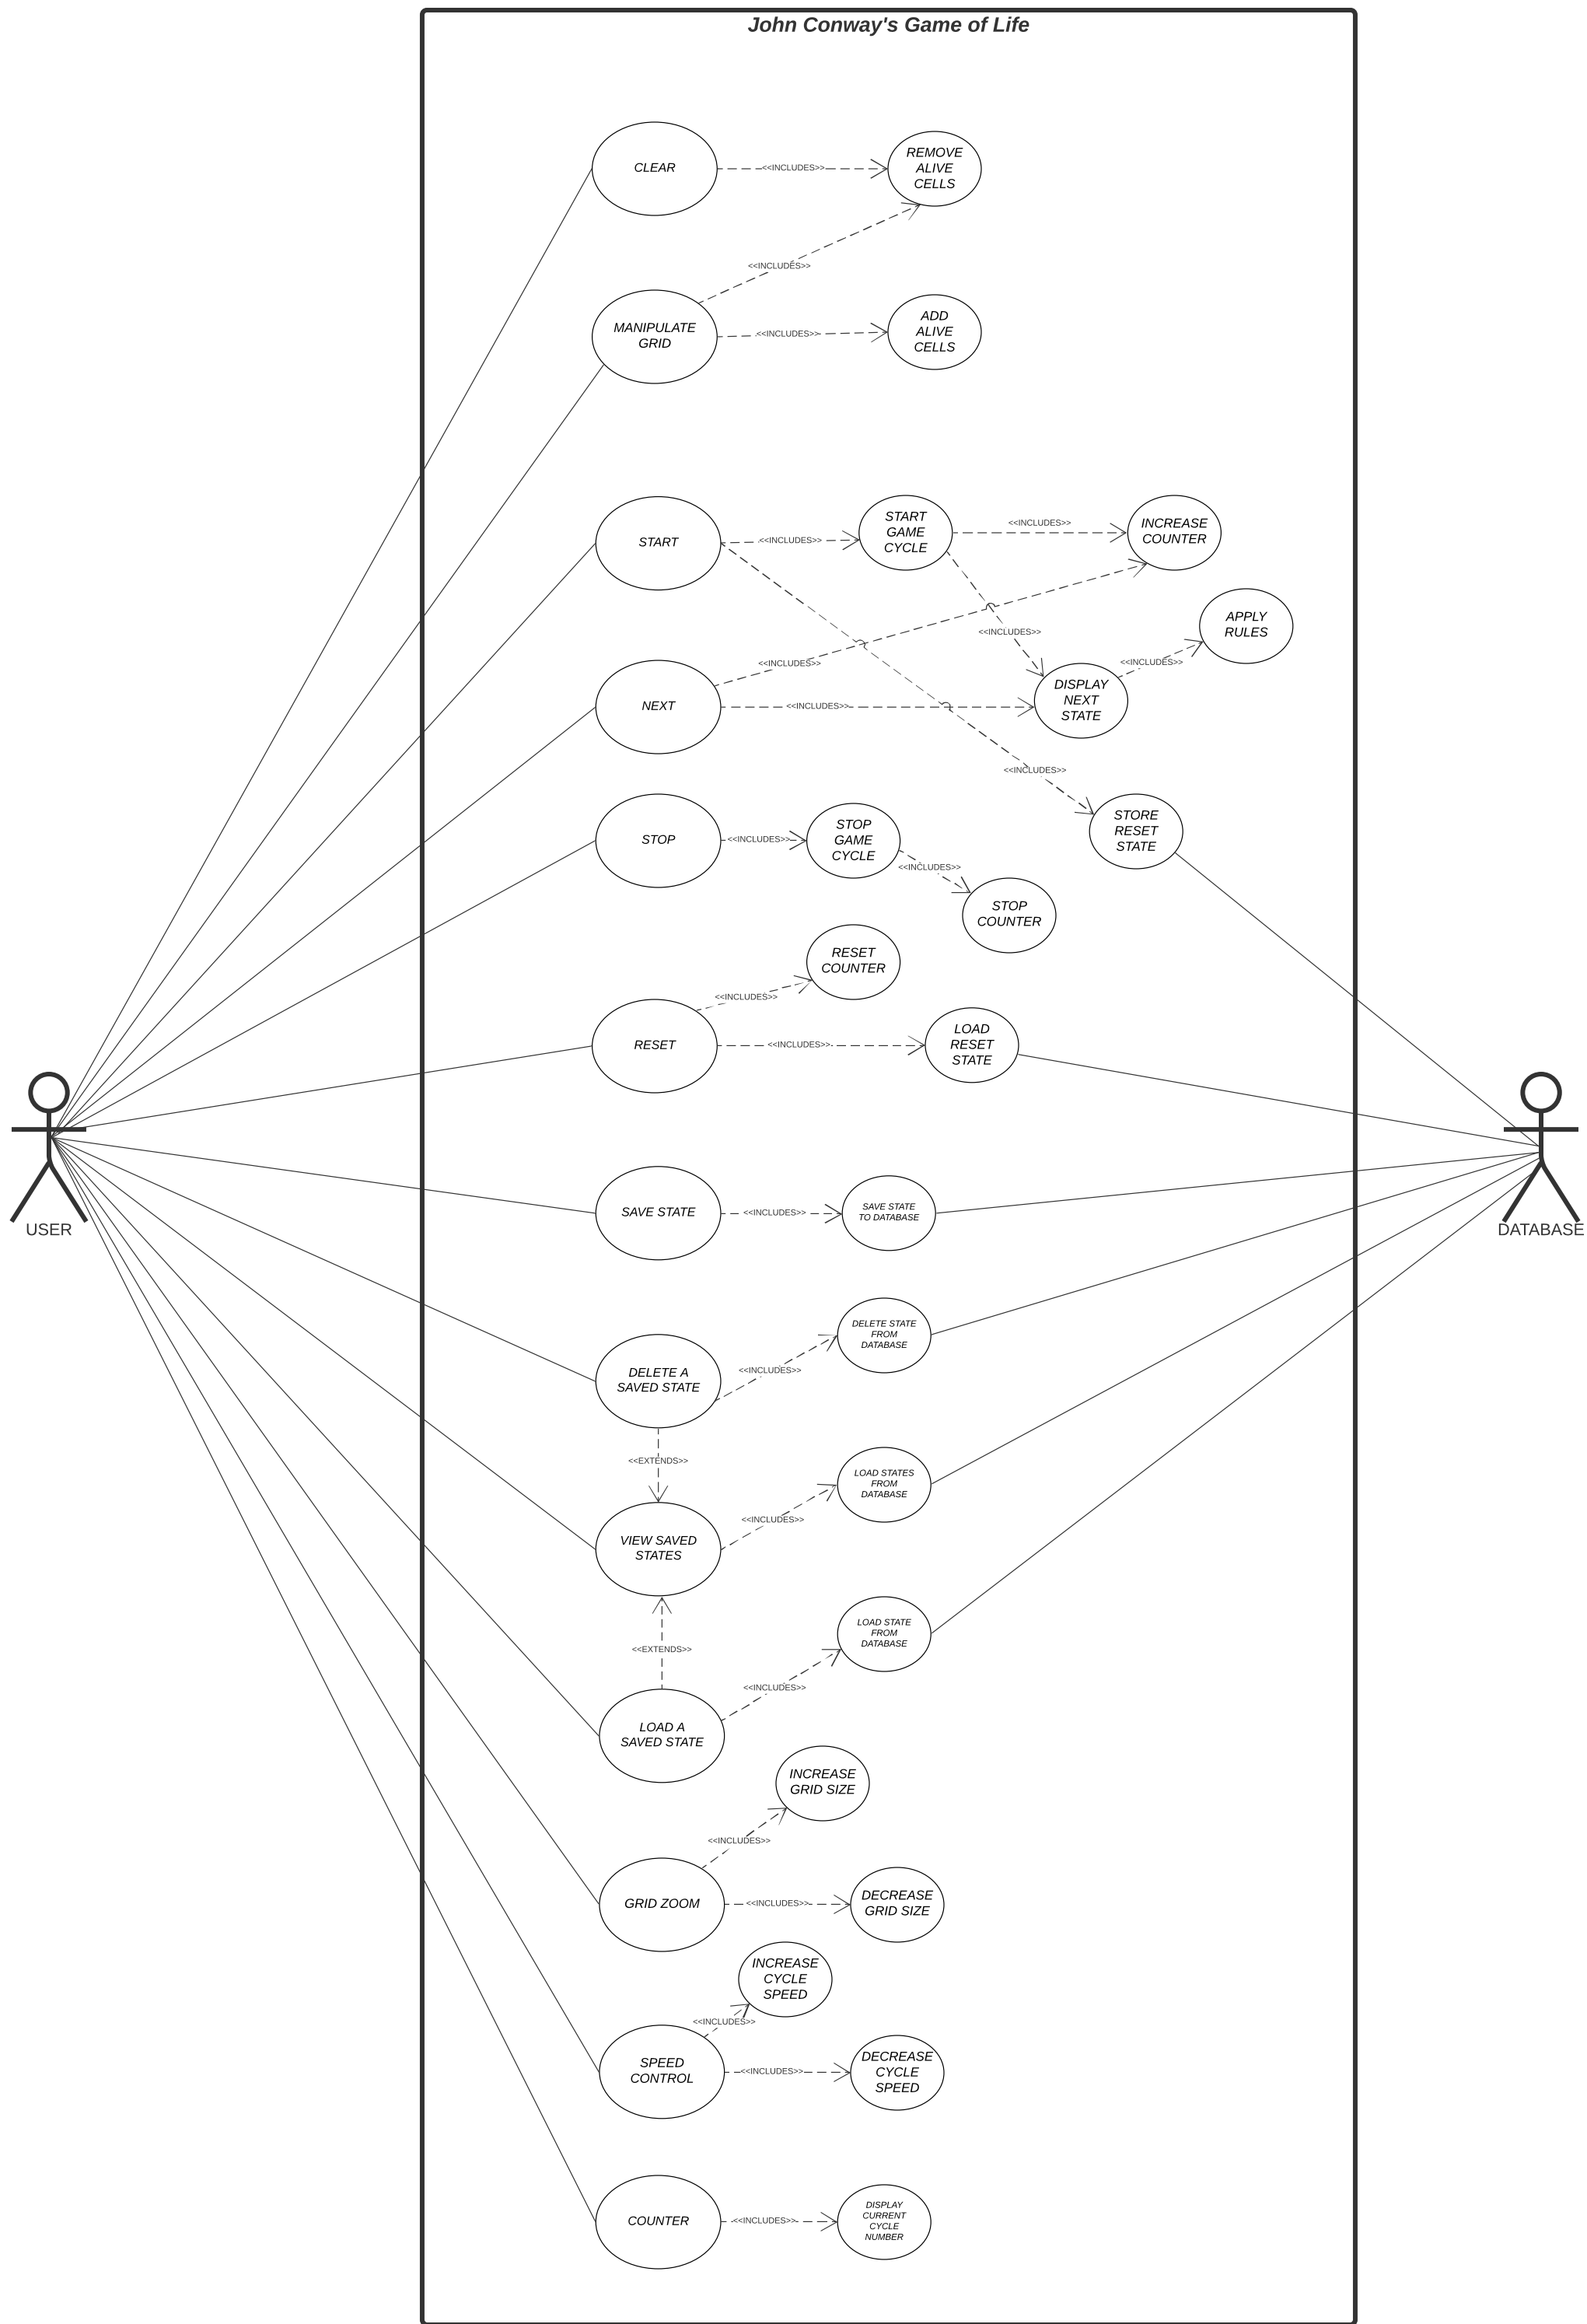 John Conway's Game of Life
CLEAR
<<INCLUDES>>
REMOVE
ALIVE
CELLS
<<INCLUDES>>
MANIPULATE
GRID
<<INCLUDES>>
ADD
ALIVE
CELLS
START
<<INCLUDES>>
START
GAME
CYCLE
<<INCLUDES>>
INCREASE
COUNTER
<<INCLUDES>>
APPLY
RULES
<<INCLUDES>>
<<INCLUDES>>
NEXT
<<INCLUDES>>
DISPLAY
NEXT
STATE
<<INCLUDES>>
STOP
<<INCLUDES>>
STOP
GAME
CYCLE
STORE
RESET
STATE
<<INCLUDES>>
STOP
COUNTER
RESET
COUNTER
<<INCLUDES>>
RESET
<<INCLUDES>>
LOAD
RESET
STATE
USER
DATABASE
SAVE STATE
<<INCLUDES>>
SAVE STATE
TO DATABASE
DELETE STATE
FROM
DATABASE
<<INCLUDES>>
DELETE A
SAVED STATE
<<EXTENDS>>
LOAD STATES
FROM
DATABASE
<<INCLUDES>>
VIEW SAVED
STATES
<<EXTENDS>>
LOAD STATE
FROM
DATABASE
<<INCLUDES>>
LOAD A
SAVED STATE
INCREASE
GRID SIZE
<<INCLUDES>>
GRID ZOOM
<<INCLUDES>>
DECREASE
GRID SIZE
INCREASE
CYCLE
SPEED
<<INCLUDES>>
SPEED
CONTROL
<<INCLUDES>>
DECREASE
CYCLE
SPEED
COUNTER
<<INCLUDES>>
DISPLAY
CURRENT
CYCLE
NUMBER